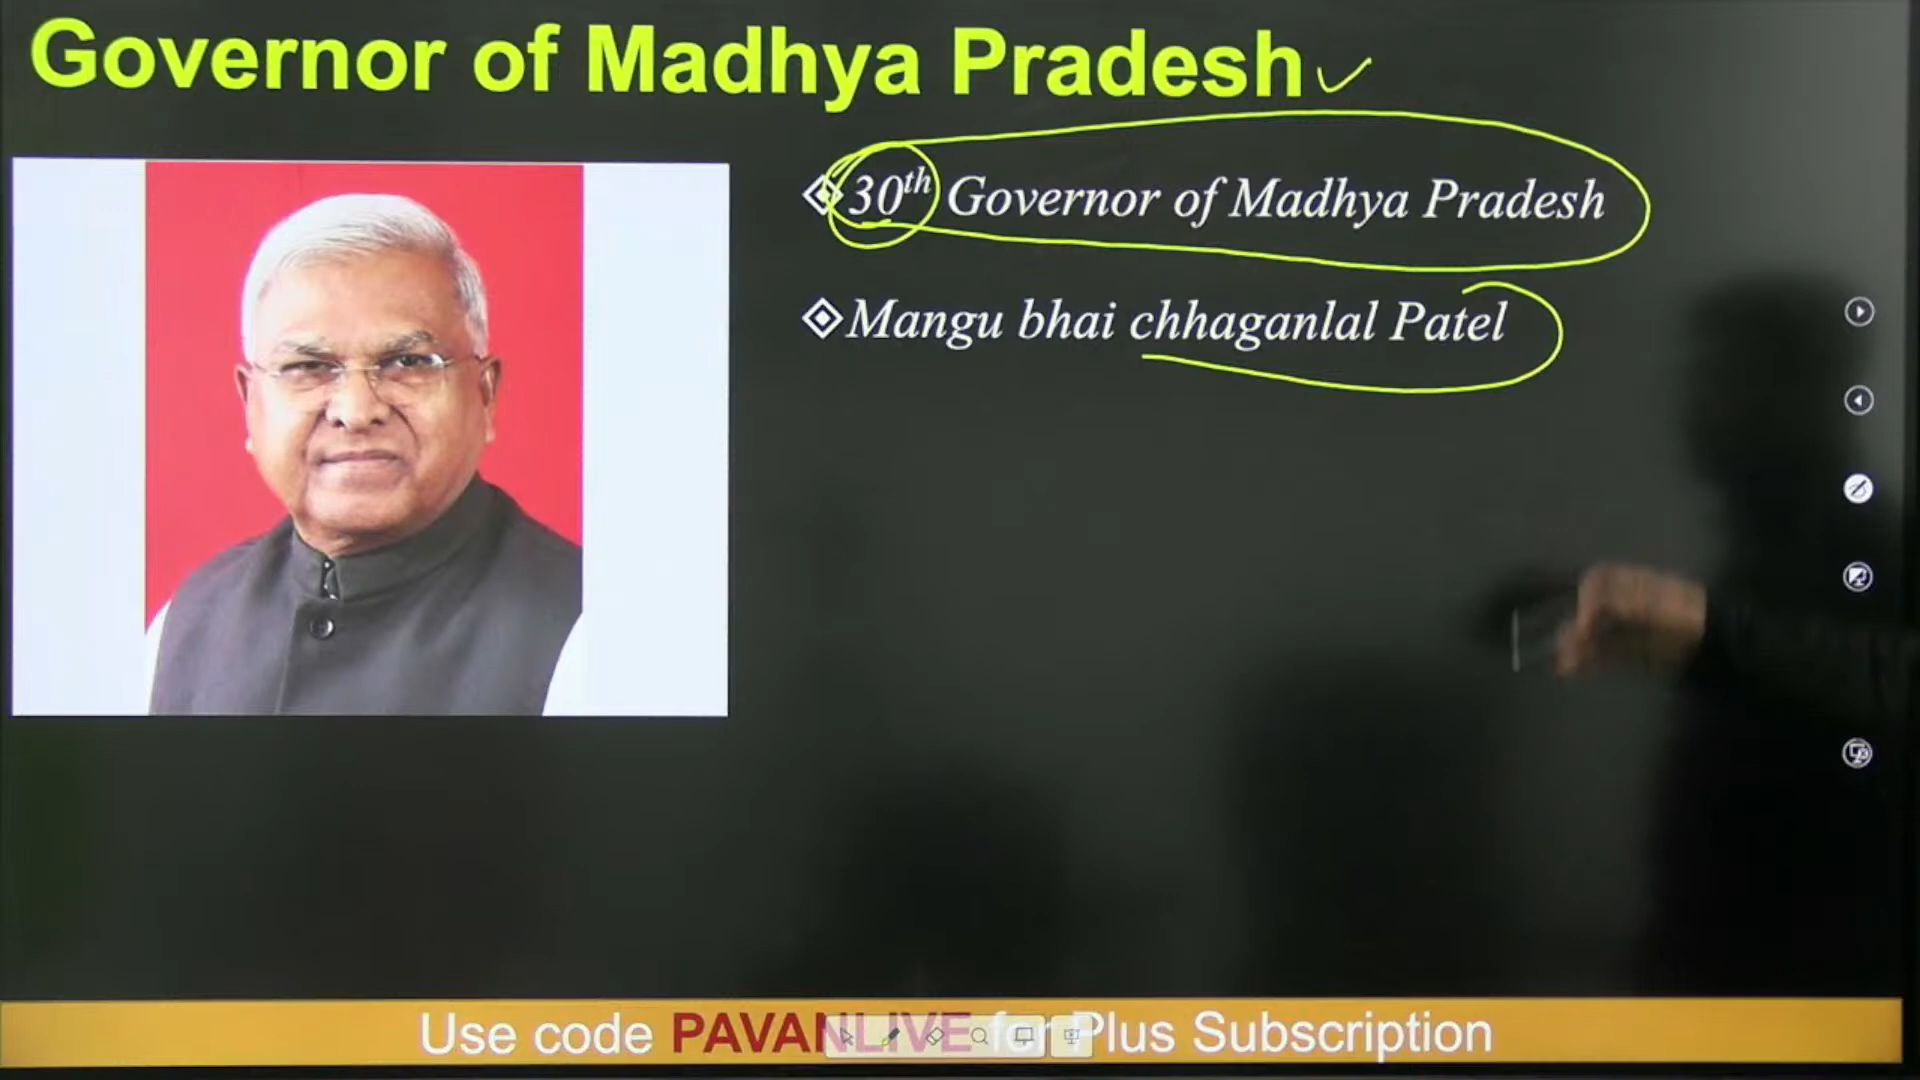 Governor of Madhya Pradesh
30th Governor of Madhya Pradesh
Mangu bhai chhaganlal Patel
Use code PAVANLIVE for Plus Subscription